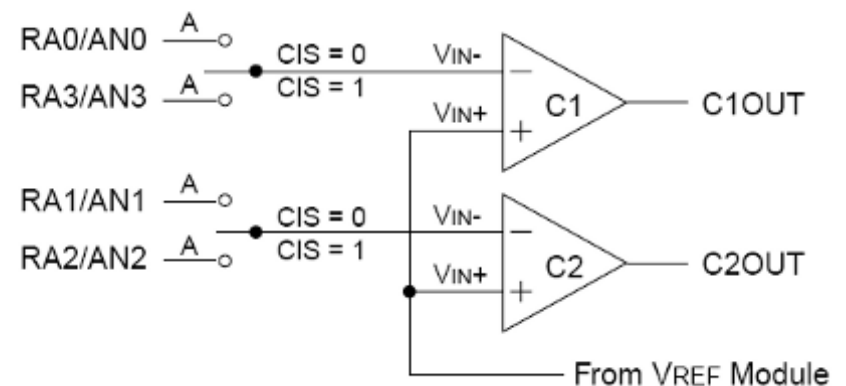 RA0/AN0 A
CIS = 0 VIN-
RA3/AN3 A
CIS = 1
VIN+
C1
C1OUT
RA1/AN1 A
CIS = 0 VIN-
RA2/AN2 A
CIS = 1
VIN+
C2
C2OUT
From VREF Module